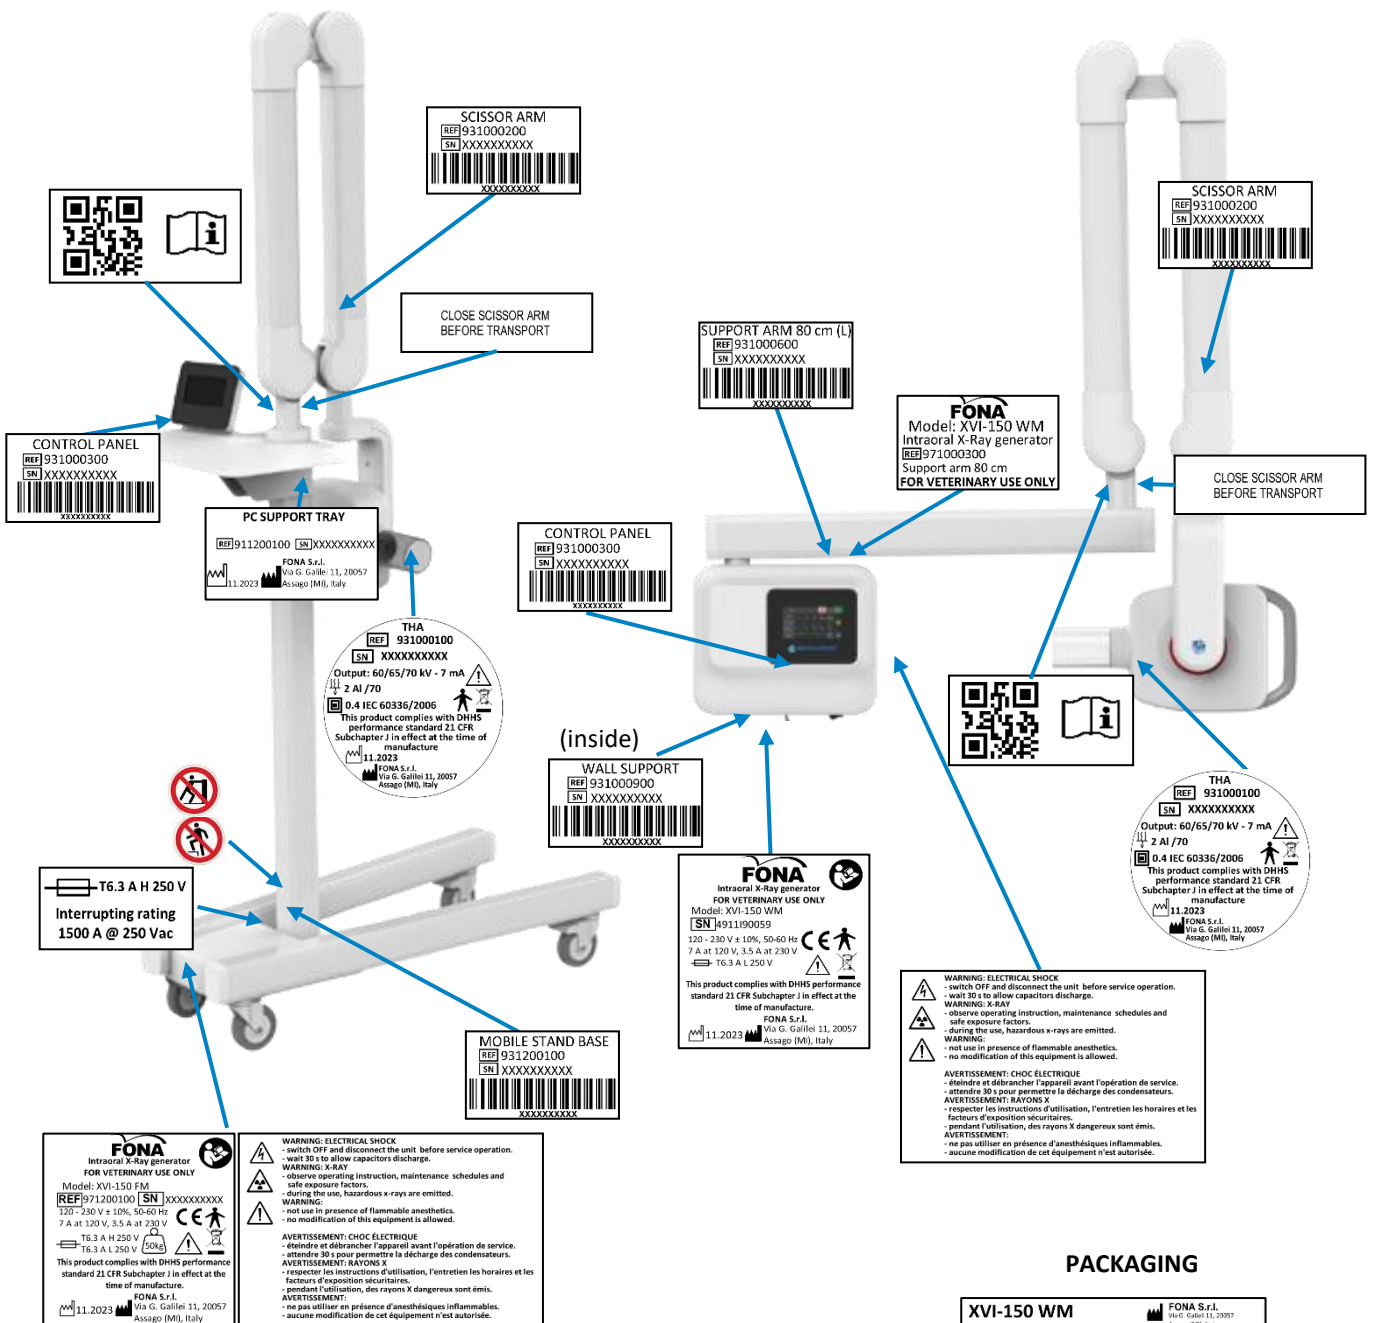 SCISSOR ARM
REF 931000200
SN XXXXXXXXXX
XXXXXXXXXX
CLOSE SCISSOR ARM
BEFORE TRANSPORT
CONTROL PANEL
REF 931000300
SN XXXXXXXXXX
XXXXXXXXXX
PC SUPPORT TRAY
REF 911200100 SN XXXXXXXXXX
FONA S.r.l.
Via G. Galilei 11, 20057
11.2023 Assago (MI), Italy
THA
REF 931000100
SN XXXXXXXXXX
Output: 60/65/70 kV - 7 mA
2 Al /70
0.4 IEC 60336/2006
This product complies with DHHS
performance standard 21 CFR
Subchapter J in effect at the time of
manufacture
11.2023
FONA S.r.l.
Via G. Galilei 11, 20057
Assago (MI), Italy
T6.3 A H 250 V
Interrupting rating
1500 A @ 250 Vac
MOBILE STAND BASE
REF 931200100
SN XXXXXXXXXX
XXXXXXXXXX
FONA
Intraoral X-Ray generator
FOR VETERINARY USE ONLY
Model: XVI-150 FM
REF 971200100 SN XXXXXXXXXX
120 - 230 V ± 10%, 50-60 Hz
7 A at 120 V, 3.5 A at 230 V
CE
T6.3 A H 250 V
T6.3 A L 250 V
50kg
This product complies with DHHS performance
standard 21 CFR Subchapter J in effect at the
time of manufacture.
FONA S.r.l.
11.2023 Via G. Galilei 11, 20057
Assago (MI), Italy
WARNING: ELECTRICAL SHOCK
- switch OFF and disconnect the unit before service operation.
- wait 30 s to allow capacitors discharge.
WARNING: X-RAY
- observe operating instruction, maintenance schedules and
safe exposure factors.
- during the use, hazardous x-rays are emitted.
WARNING:
- not use in presence of flammable anesthetics.
- no modification of this equipment is allowed.
AVERTISSEMENT: CHOC ÉLECTRIQUE
- éteindre et débrancher l'appareil avant l'opération de service.
- attendre 30 s pour permettre la décharge des condensateurs.
AVERTISSEMENT: RAYONS X
- respecter les instructions d'utilisation, l'entretien les horaires et les
facteurs d'exposition sécuritaires.
- pendant l'utilisation, des rayons X dangereux sont émis.
AVERTISSEMENT:
- ne pas utiliser en présence d'anesthésiques inflammables.
- aucune modification de cet équipement n'est autorisée.
SCISSOR ARM
REF 931000200
SN XXXXXXXXXX
XXXXXXXXXX
SUPPORT ARM 80 cm (L)
REF 931000600
SN XXXXXXXXXX
XXXXXXXXXX
FONA
Model: XVI-150 WM
Intraoral X-Ray generator
REF 971000300
Support arm 80 cm
FOR VETERINARY USE ONLY
CLOSE SCISSOR ARM
BEFORE TRANSPORT
CONTROL PANEL
REF 931000300
SN XXXXXXXXXX
XXXXXXXXXX
(inside)
WALL SUPPORT
REF 931000900
SN XXXXXXXXXX
XXXXXXXXXX
FONA
Intraoral X-Ray generator
FOR VETERINARY USE ONLY
Model: XVI-150 WM
SN 4911I90059
120 - 230 V ± 10%, 50-60 Hz
7 A at 120 V, 3.5 A at 230 V
CE
T6.3 A L 250 V
This product complies with DHHS performance
standard 21 CFR Subchapter J in effect at the
time of manufacture.
FONA S.r.l.
11.2023 Via G. Galilei 11, 20057
Assago (MI), Italy
THA
REF 931000100
SN XXXXXXXXXX
Output: 60/65/70 kV - 7 mA
2 Al /70
0.4 IEC 60336/2006
This product complies with DHHS
performance standard 21 CFR
Subchapter J in effect at the time of
manufacture
11.2023
FONA S.r.l.
Via G. Galilei 11, 20057
Assago (MI), Italy
WARNING: ELECTRICAL SHOCK
- switch OFF and disconnect the unit before service operation.
- wait 30 s to allow capacitors discharge.
WARNING: X-RAY
- observe operating instruction, maintenance schedules and
safe exposure factors.
- during the use, hazardous x-rays are emitted.
WARNING:
- not use in presence of flammable anesthetics.
- no modification of this equipment is allowed.
AVERTISSEMENT: CHOC ÉLECTRIQUE
- éteindre et débrancher l'appareil avant l'opération de service.
- attendre 30 s pour permettre la décharge des condensateurs.
AVERTISSEMENT: RAYONS X
- respecter les instructions d'utilisation, l'entretien les horaires et les
facteurs d'exposition sécuritaires.
- pendant l'utilisation, des rayons X dangereux sont émis.
AVERTISSEMENT:
- ne pas utiliser en présence d'anesthésiques inflammables.
- aucune modification de cet équipement n'est autorisée.
PACKAGING
XVI-150 WM
FONA S.r.l.
Via G. Galilei 11, 20057